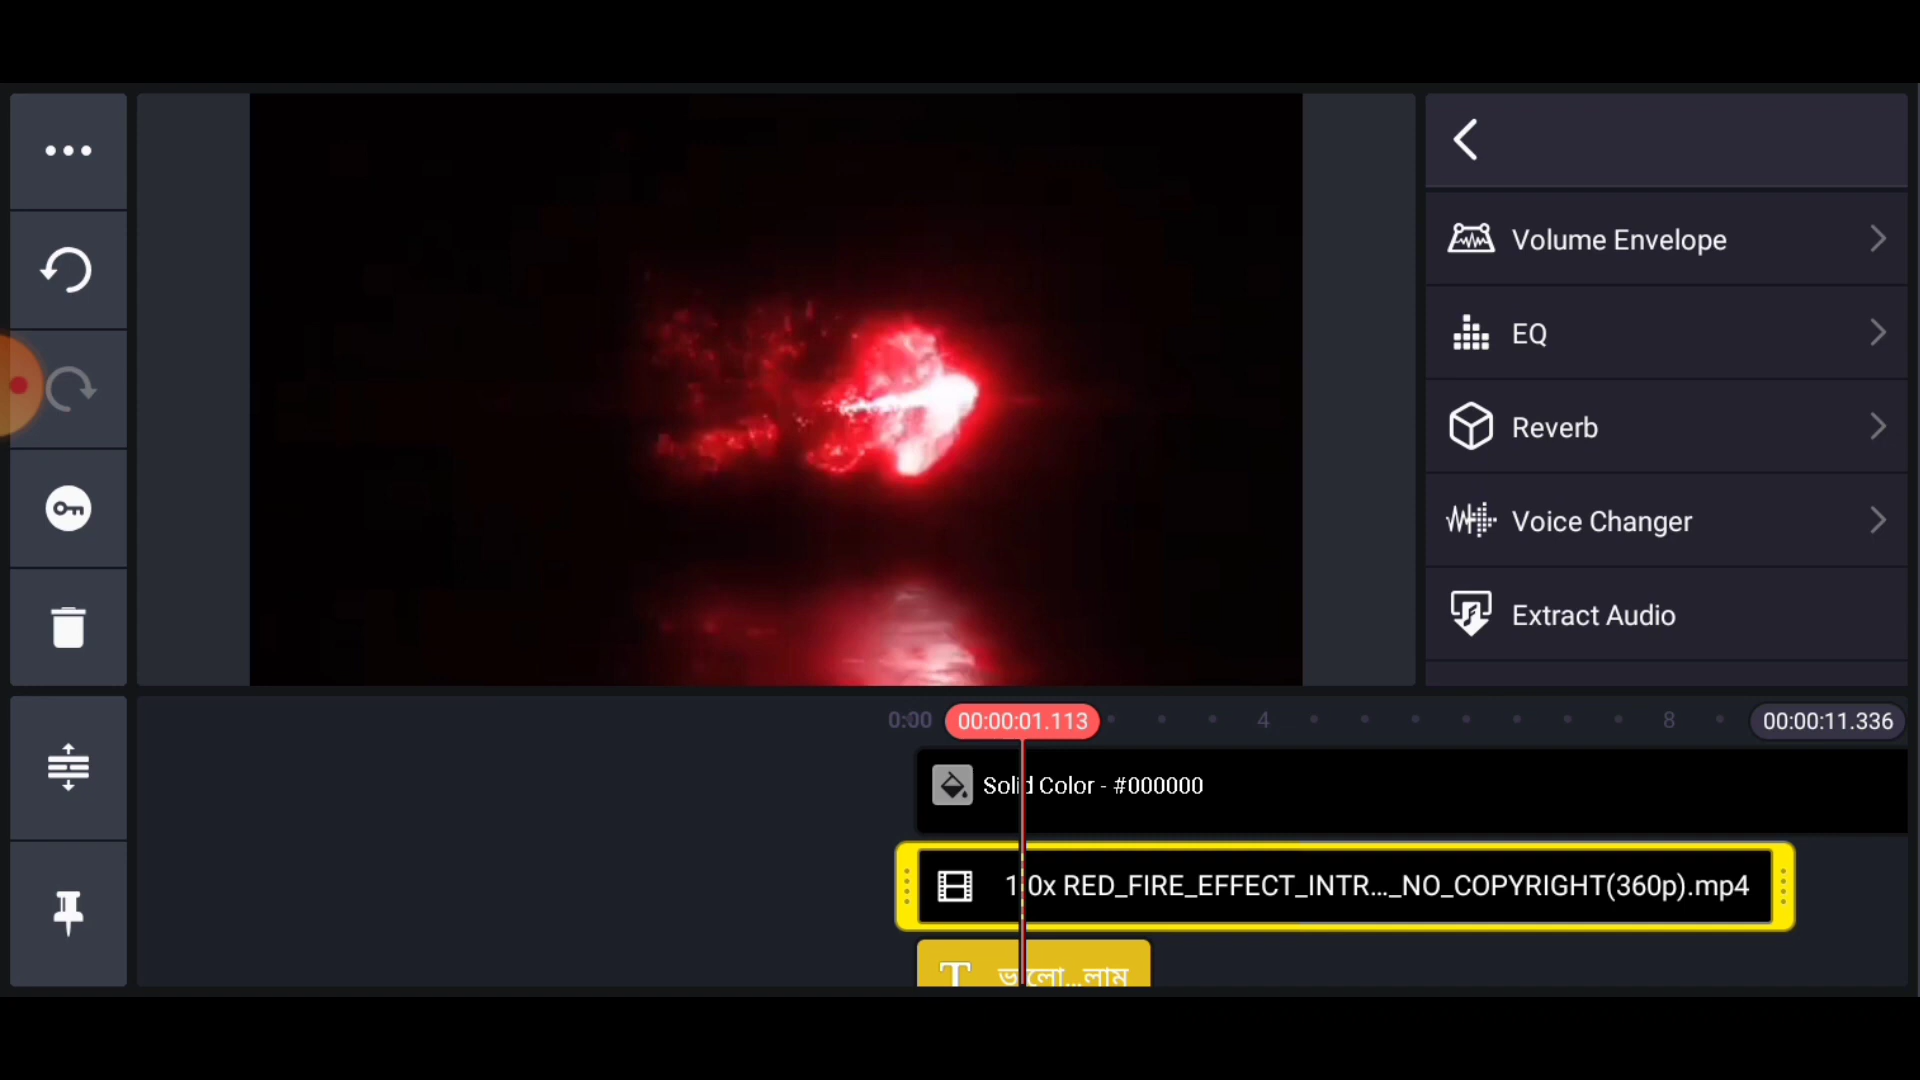 Volume Envelope
EQ
Reverb
Voice Changer
Extract Audio
0:00
00:00:01.113
4
8
00:00:11.336
Solid Color - #000000
1.0x RED_FIRE_EFFECT_INTR..._NO_COPYRIGHT(360p).mp4
T ভালো...লাম